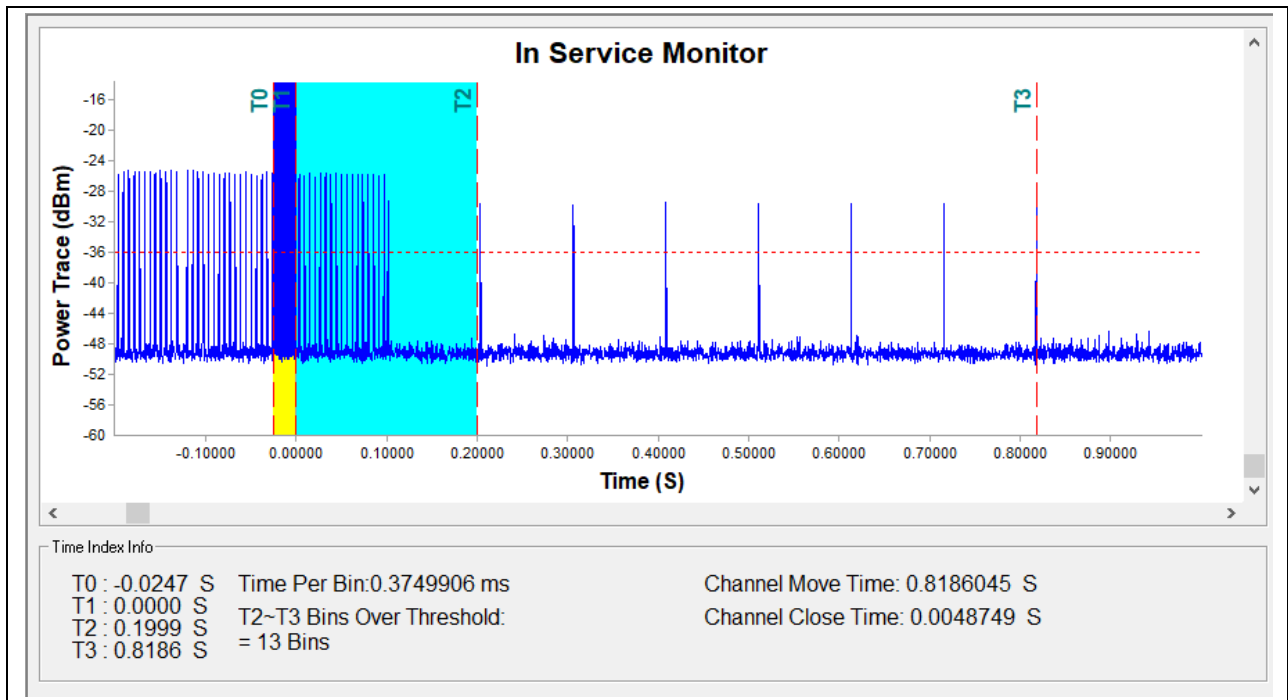 In Service Monitor
T0
T1
T2
T3
Power Trace (dBm)
-16
-20
-24
-28
-32
-36
-40
-44
-48
-52
-56
-60
-0.10000 0.00000 0.10000 0.20000 0.30000 0.40000 0.50000 0.60000 0.70000 0.80000 0.90000
Time (S)
Time Index Info
T0 : -0.0247 S
T1 : 0.0000 S
T2 : 0.1999 S
T3 : 0.8186 S
Time Per Bin:0.3749906 ms
T2~T3 Bins Over Threshold:
= 13 Bins
Channel Move Time: 0.8186045 S
Channel Close Time: 0.0048749 S